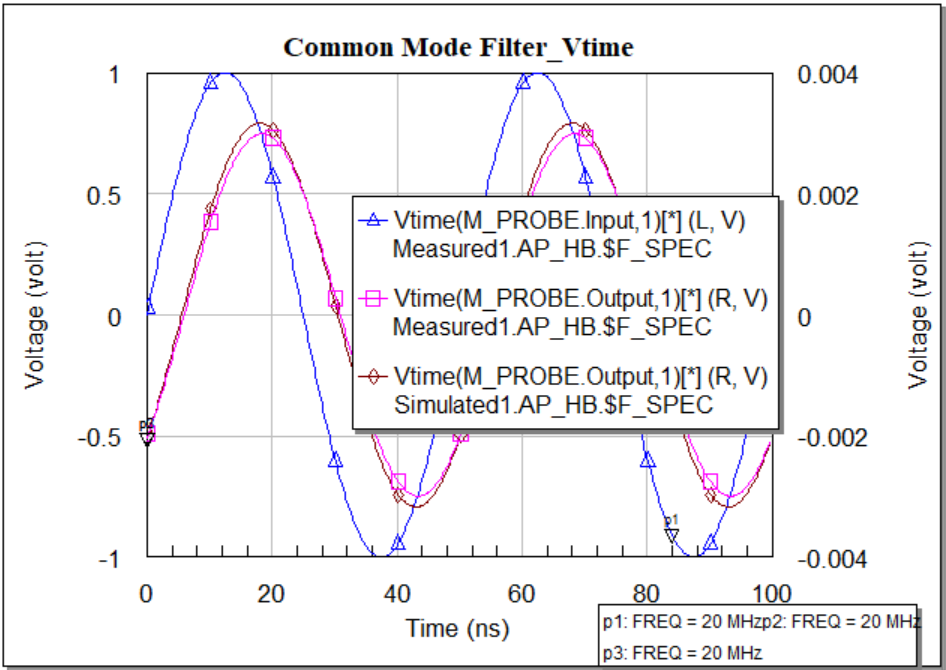 Common Mode Filter_Vtime
1
0.5
0
-0.5
-1
0.004
0.002
0
-0.002
-0.004
Voltage (volt)
Voltage (volt)
Vtime(M_PROBE.Input,1)[*] (L, V)
Measured1.AP_HB.$F_SPEC
Vtime(M_PROBE.Output,1)[*] (R, V)
Measured1.AP_HB.$F_SPEC
Vtime(M_PROBE.Output,1)[*] (R, V)
Simulated1.AP_HB.$F_SPEC
p1
0 20 40 60 80 100
Time (ns)
p1: FREQ = 20 MHzp2: FREQ = 20 MHz
p3: FREQ = 20 MHz